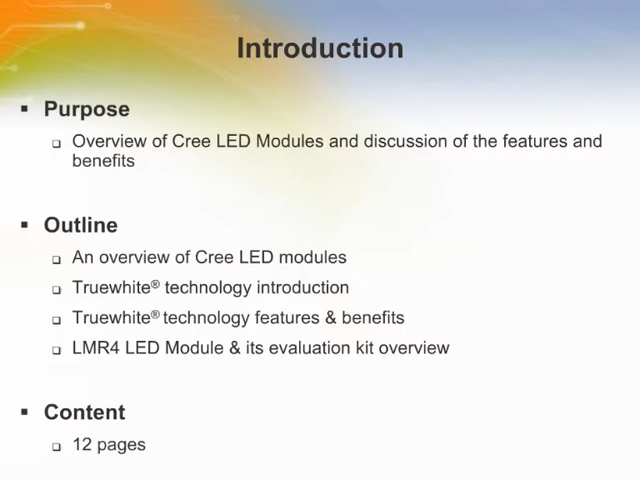 Introduction
Purpose
Overview of Cree LED Modules and discussion of the features and
benefits
Outline
An overview of Cree LED modules
Truewhite® technology introduction
Truewhite® technology features & benefits
LMR4 LED Module & its evaluation kit overview
Content
12 pages